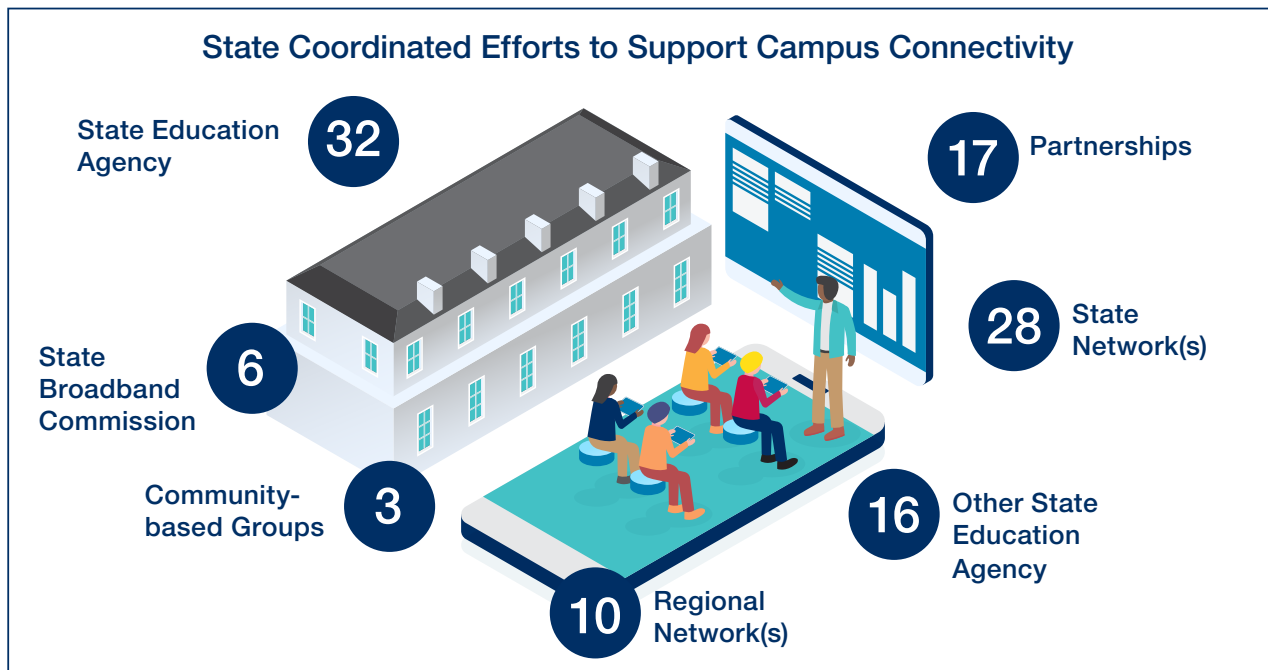 State Coordinated Efforts to Support Campus Connectivity
State Education
Agency
32
17
Partnerships
28
State
Network(s)
State
Broadband
Commission
6
Community-
based Groups
3
16
Other State
Education
Agency
10
Regional
Network(s)